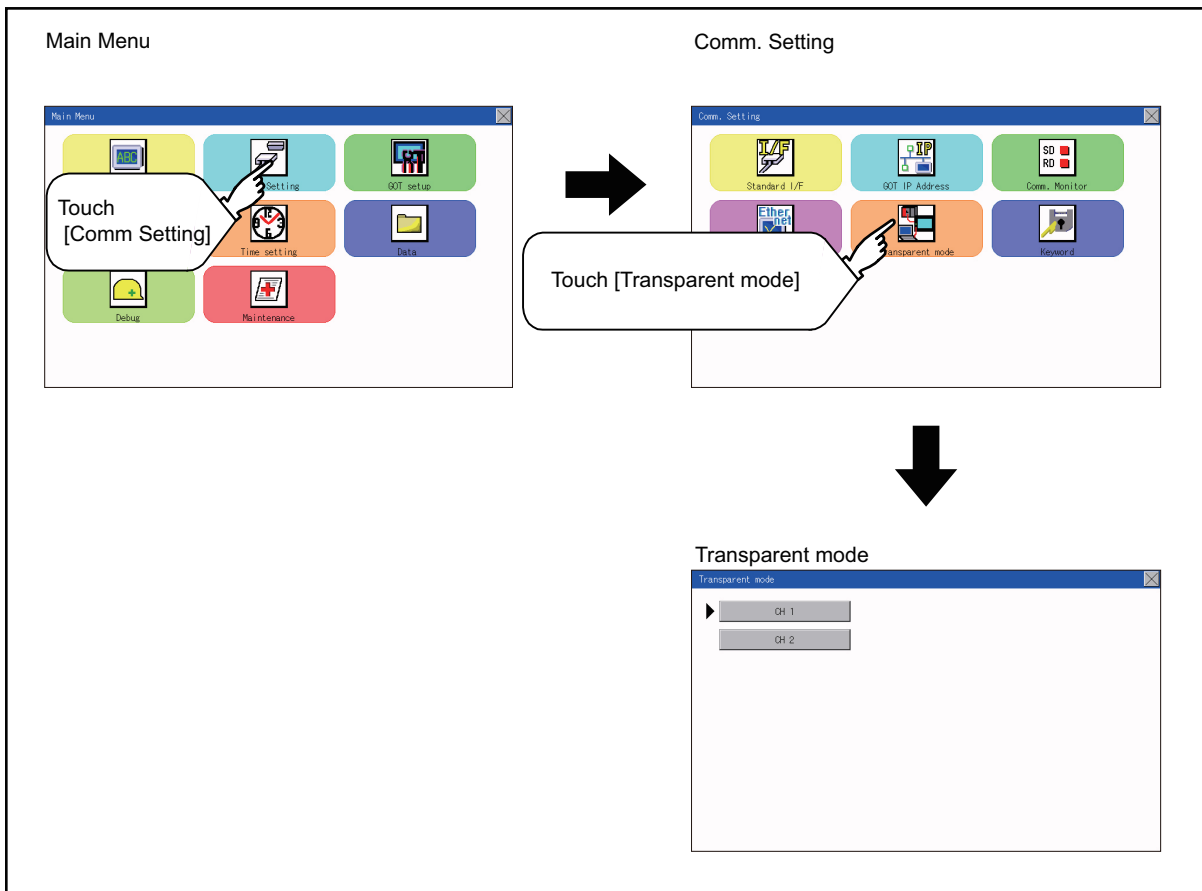 Main Menu
Comm. Setting
Main Menu
ABC
Setting
GOT setup
Touch
[Comm Setting]
Time setting
Data
Debug
Maintenance
Comm. Setting
I/F
Standard I/F
IP
GOT IP Address
SD
RD
Comm. Monitor
Ether
net
Touch [Transparent mode]
ansparent mode
Keyword
Transparent mode
Transparent mode
CH 1
CH 2